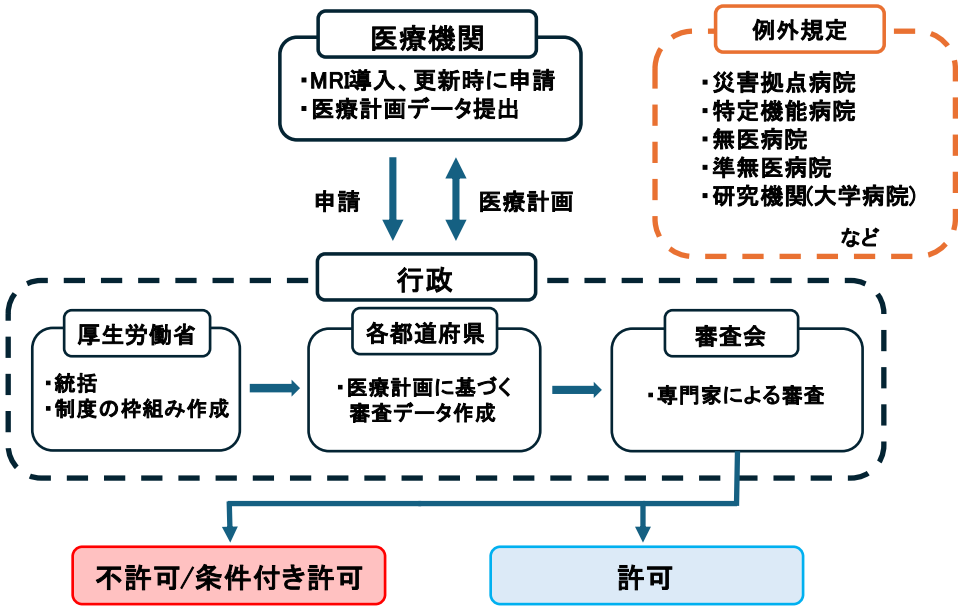 医療機関
・MRI導入、更新時に申請
・医療計画データ提出
例外規定
・災害拠点病院
・特定機能病院
・無医病院
・準無医病院
・研究機関(大学病院)
など
申請
医療計画
行政
厚生労働省
・統括
・制度の枠組み作成
各都道府県
・医療計画に基づく
審査データ作成
審査会
・専門家による審査
不許可/条件付き許可
許可